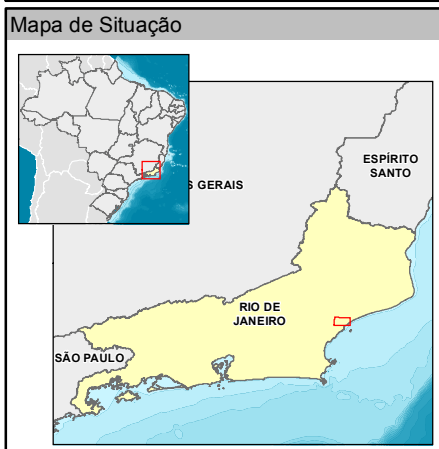 Mapa de Situação
S GERAIS
ESPÍRITO
SANTO
RIO DE
JANEIRO
SÃO PAULO